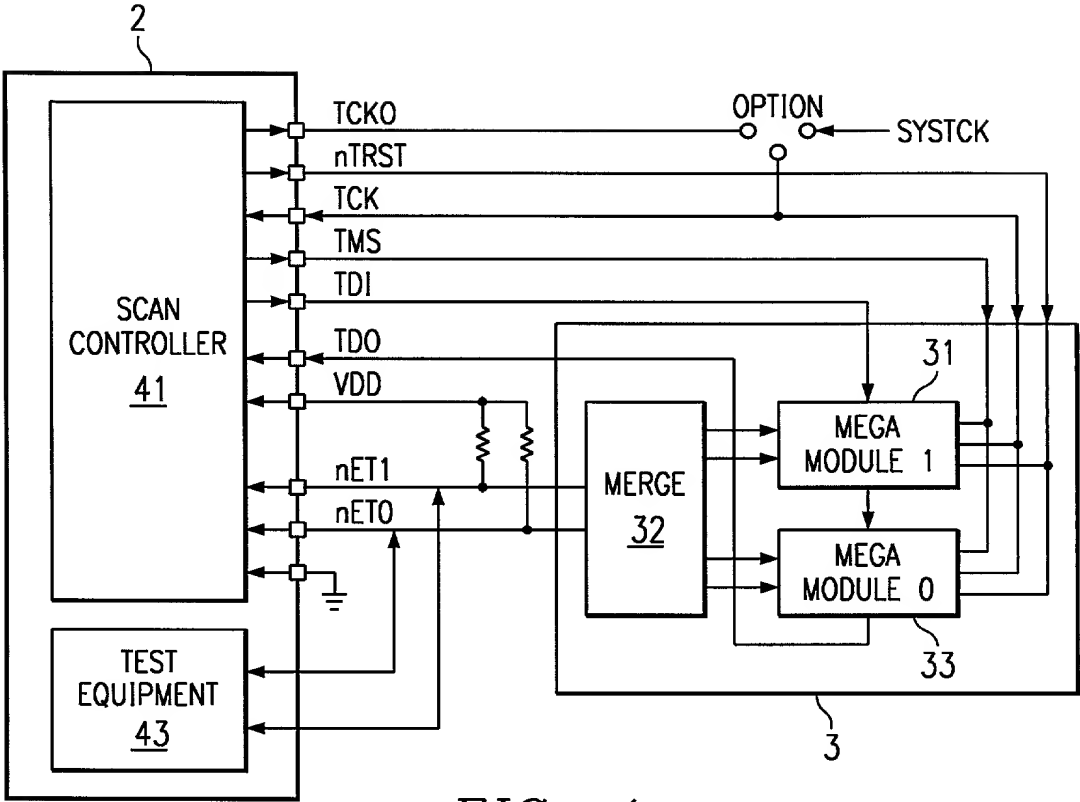 2
TCKO
OPTION
SYSTCK
nTRST
TCK
TMS
TDI
SCAN
CONTROLLER
41
TDO
VDD
31
MEGA
MODULE 1
nET1
MERGE
32
nET0
MEGA
MODULE 0
33
TEST
EQUIPMENT
43
3